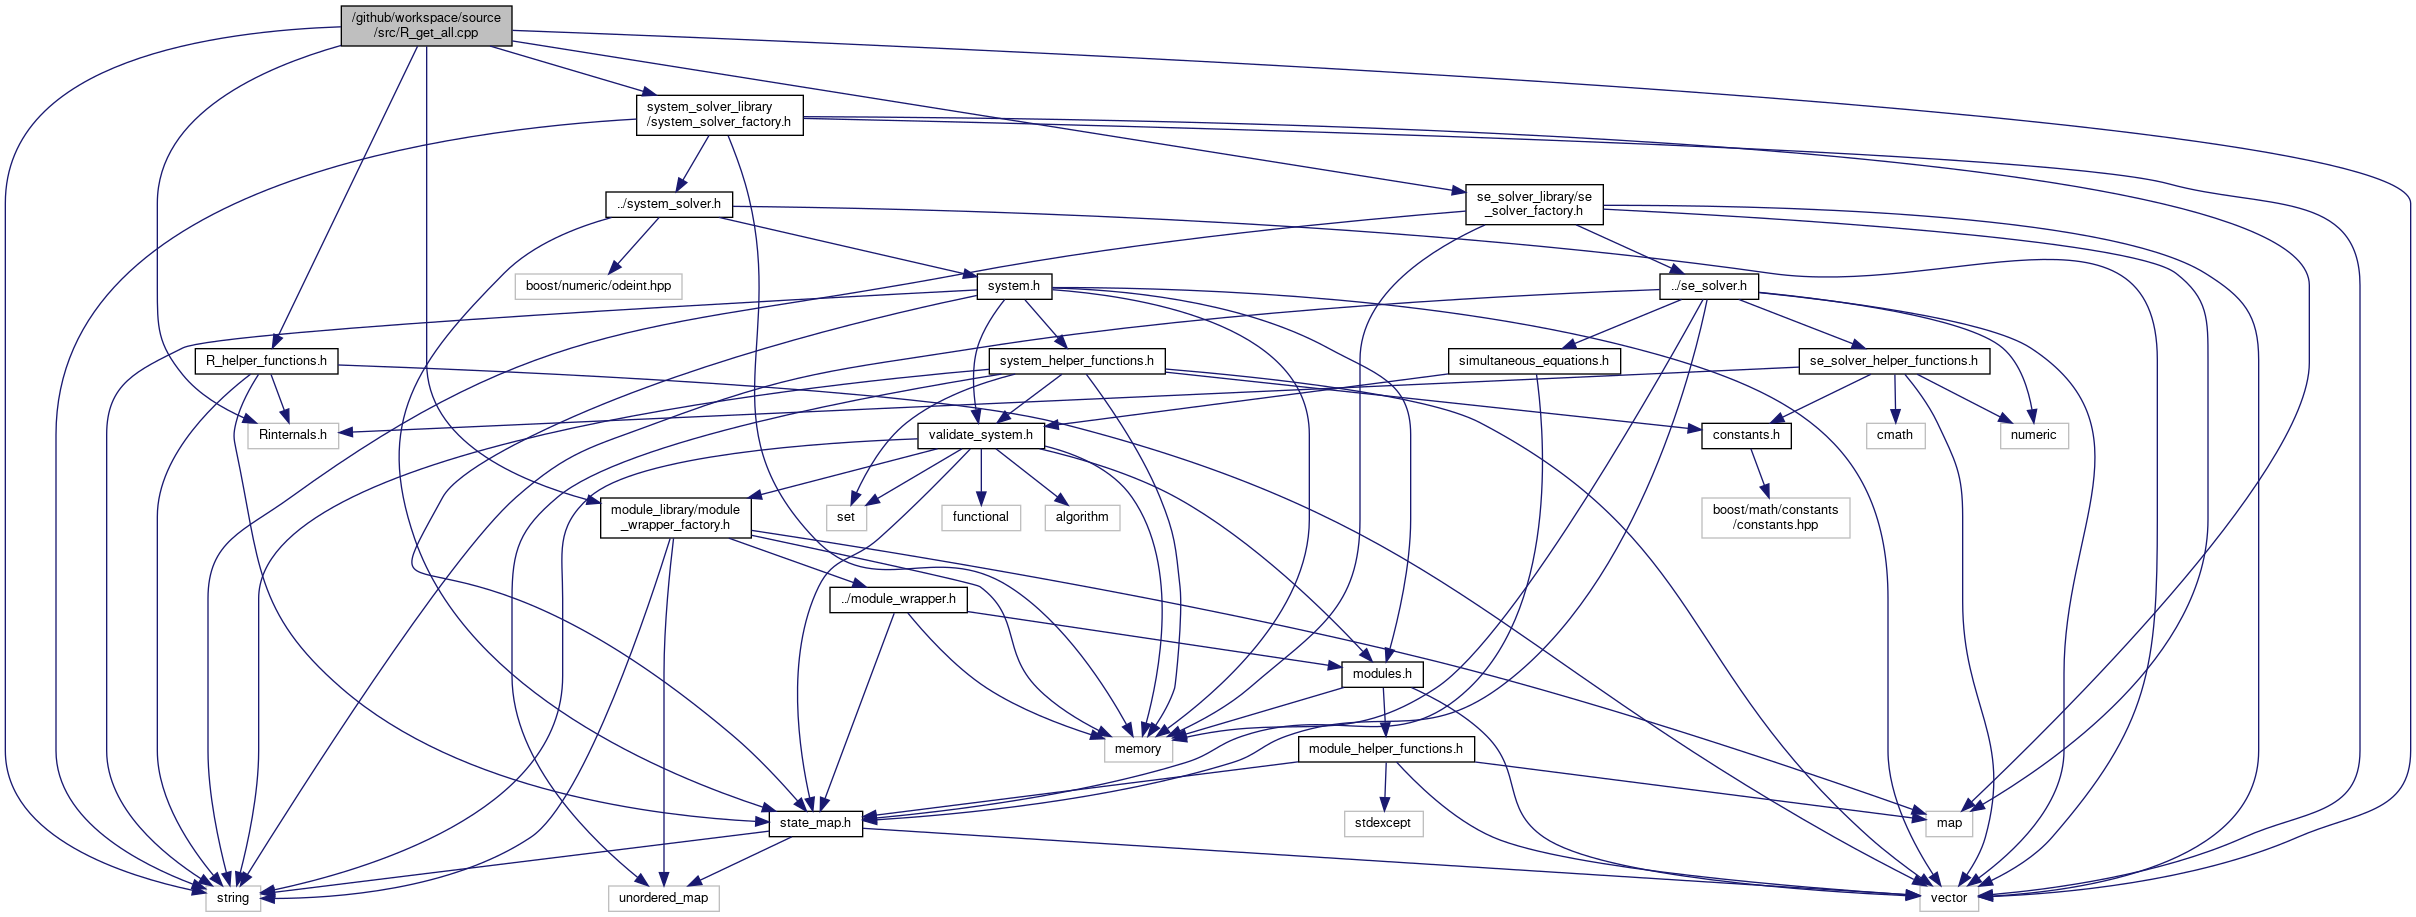 /github/workspace/source
/src/R_get_all.cpp
system_solver_library
/system_solver_factory.h
../system_solver.h
se_solver_library/se
_solver_factory.h
boost/numeric/odeint.hpp
system.h
../se_solver.h
R_helper_functions.h
system_helper_functions.h
simultaneous_equations.h
se_solver_helper_functions.h
Rinternals.h
validate_system.h
constants.h
cmath
numeric
module_library/module
_wrapper_factory.h
set
functional
algorithm
boost/math/constants
/constants.hpp
../module_wrapper.h
modules.h
memory
module_helper_functions.h
state_map.h
stdexcept
map
string
unordered_map
vector